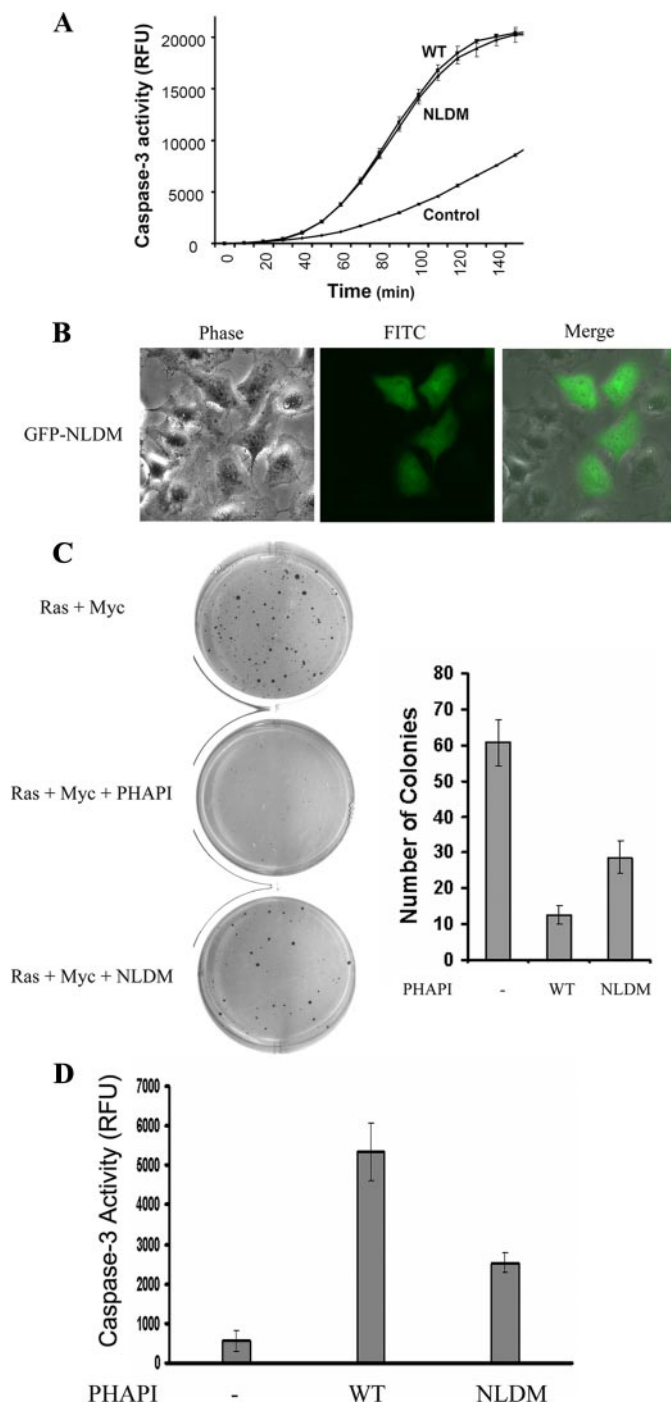 A
Caspase-3 activity (RFU)
20000
15000
10000
5000
0
WT
NLDM
Control
0 20 40 60 80 100 120 140
Time (min)
B
Phase FITC Merge
GFP-NLDM
C
Ras + Myc
Ras + Myc + PHAPI
Ras + Myc + NLDM
Number of Colonies
80
70
60
50
40
30
20
10
0
PHAPI - WT NLDM
D
Caspase-3 Activity (RFU)
7000
6000
5000
4000
3000
2000
1000
0
PHAPI - WT NLDM